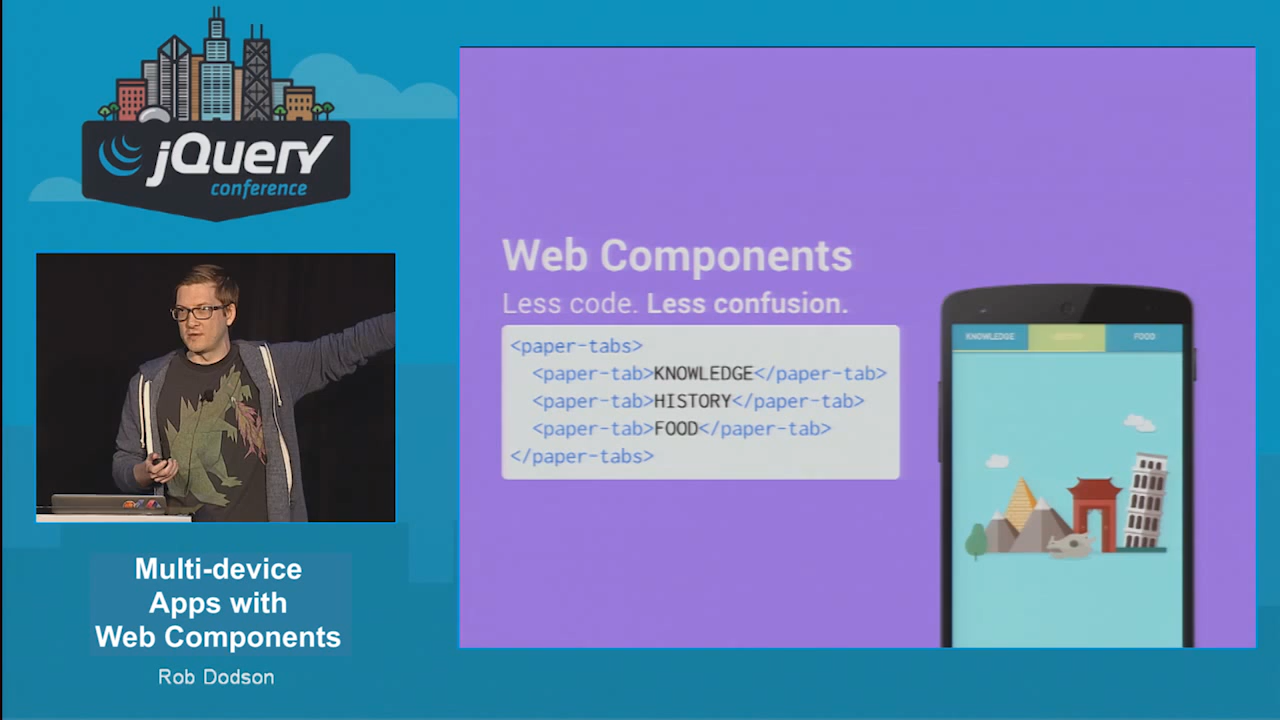 jQuery
conference
Multi-device
Apps with
Web Components
Rob Dodson
Web Components
Less code. Less confusion.
<paper-tabs>
<paper-tab>KNOWLEDGE</paper-tab>
<paper-tab>HISTORY</paper-tab>
<paper-tab>FOOD</paper-tab>
</paper-tabs>
KNOWLEDGE
FOOD